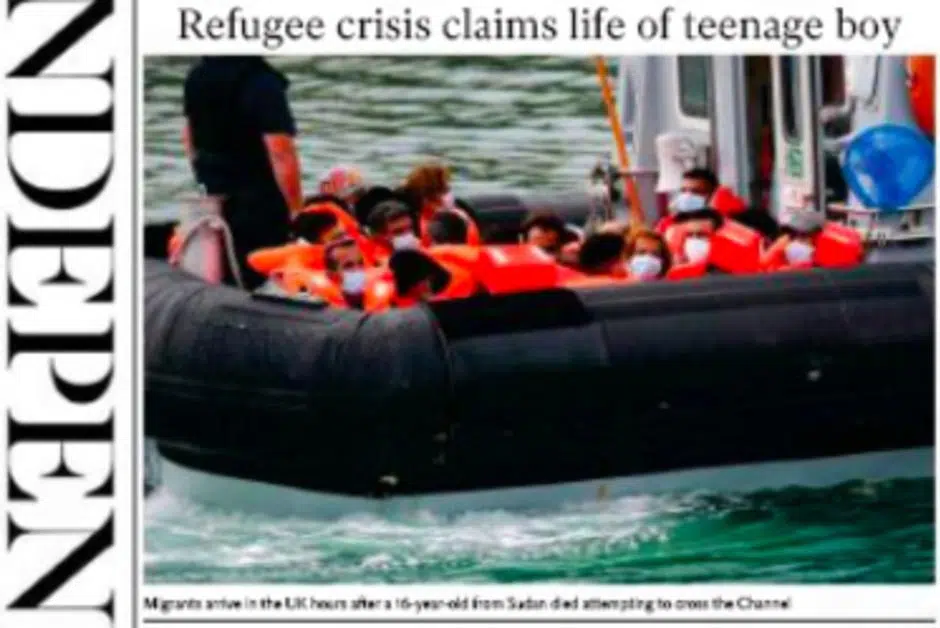 Refugee crisis claims life of teenage boy
NDEPEN
Migrants arrive in the UK hours after a 16-year-old from Sudan died attempting to cross the Channel